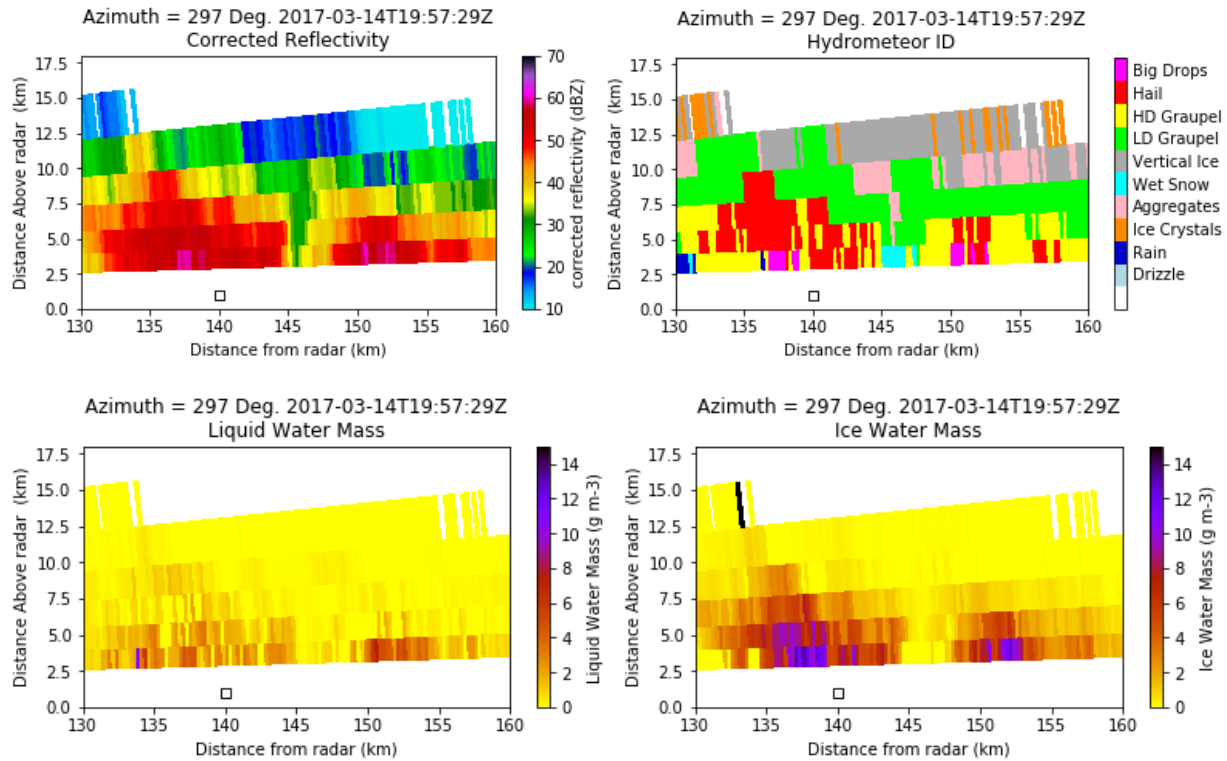 Azimuth = 297 Deg. 2017-03-14T19:57:29Z
Corrected Reflectivity
Distance Above radar (km)
17.5
15.0
12.5
10.0
7.5
5.0
2.5
0.0
130 135 140 145 150 155 160
Distance from radar (km)
70
60
50
40
30
20
10
corrected reflectivity (dBZ)
Azimuth = 297 Deg. 2017-03-14T19:57:29Z
Hydrometeor ID
Distance Above radar (km)
17.5
15.0
12.5
10.0
7.5
5.0
2.5
0.0
130 135 140 145 150 155 160
Distance from radar (km)
Big Drops
Hail
HD Graupel
LD Graupel
Vertical Ice
Wet Snow
Aggregates
Ice Crystals
Rain
Drizzle
Azimuth = 297 Deg. 2017-03-14T19:57:29Z
Liquid Water Mass
Distance Above radar (km)
17.5
15.0
12.5
10.0
7.5
5.0
2.5
0.0
130 135 140 145 150 155 160
Distance from radar (km)
14
12
10
8
6
4
2
0
Liquid Water Mass (g m-3)
Azimuth = 297 Deg. 2017-03-14T19:57:29Z
Ice Water Mass
Distance Above radar (km)
17.5
15.0
12.5
10.0
7.5
5.0
2.5
0.0
130 135 140 145 150 155 160
Distance from radar (km)
14
12
10
8
6
4
2
0
Ice Water Mass (g m-3)